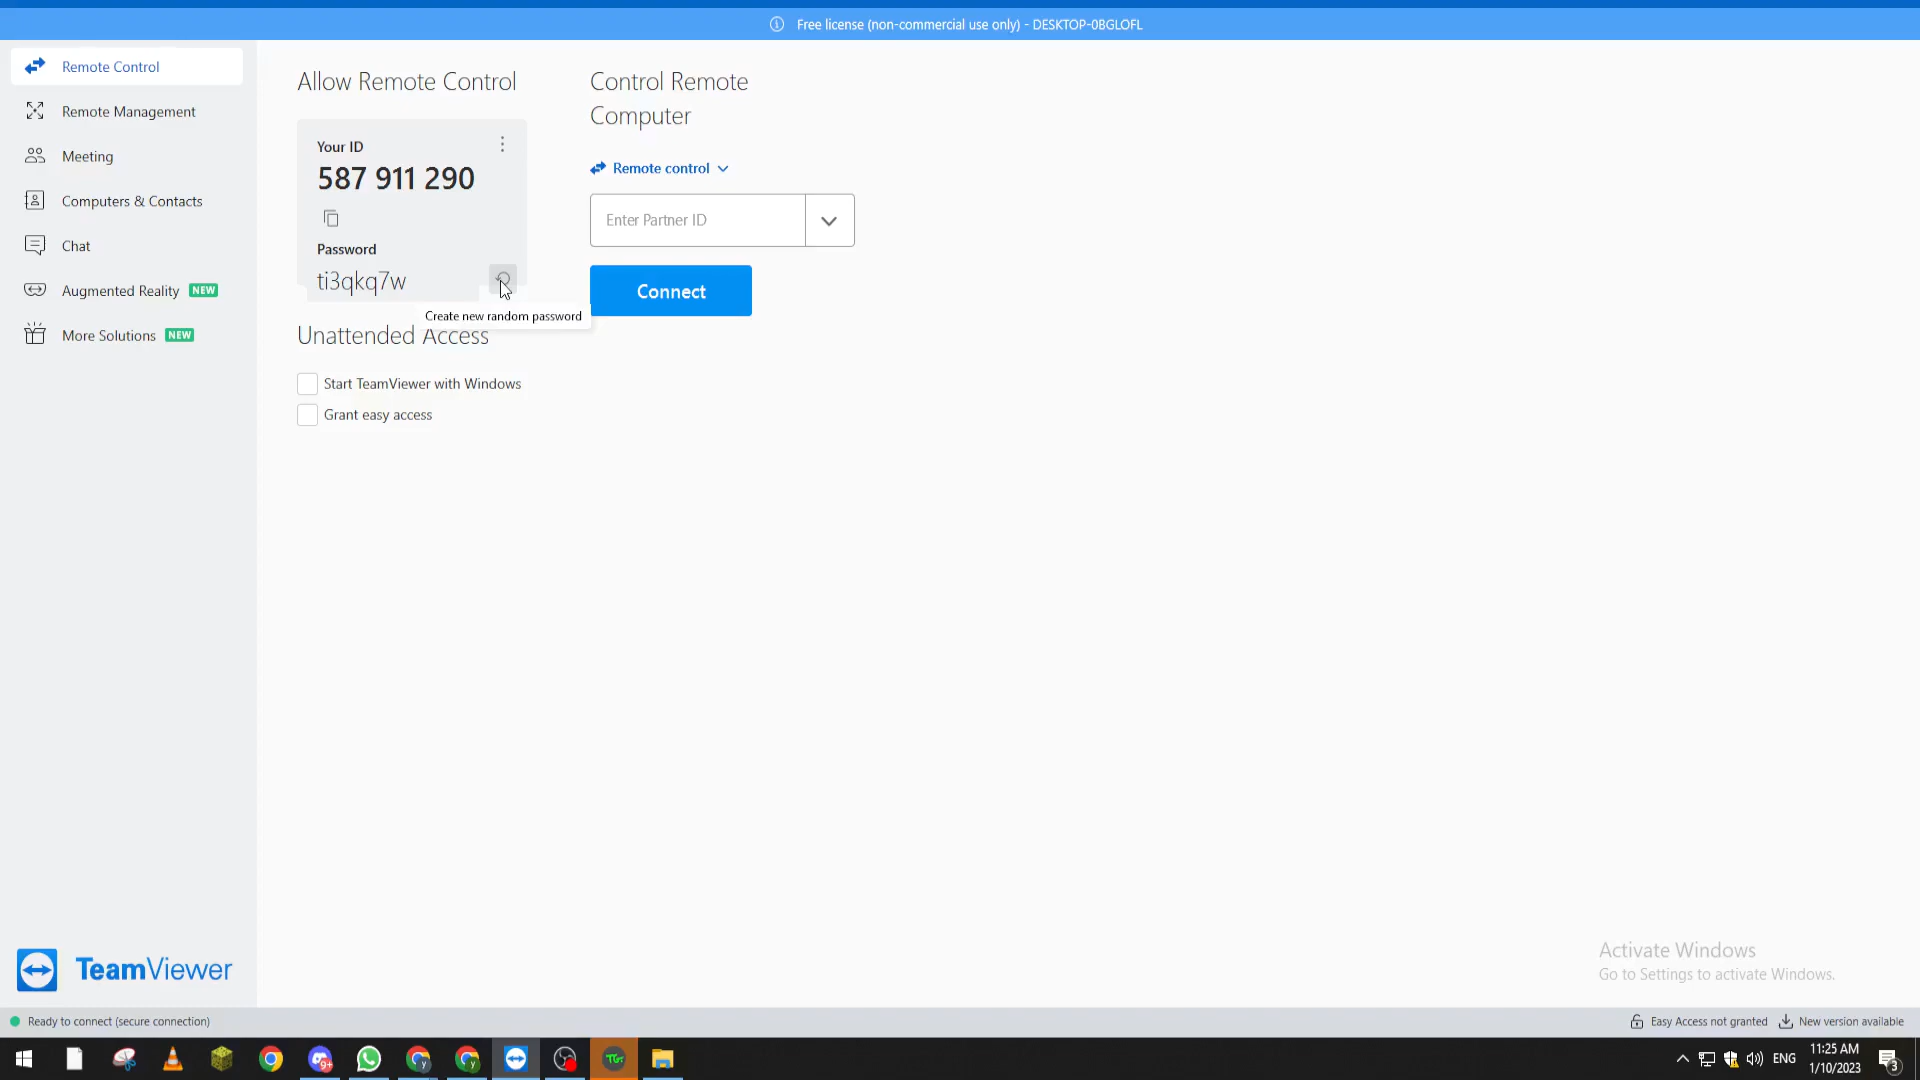 Free license (non-commercial use only) - DESKTOP-0BGLOFL
Remote Control
Remote Management
Meeting
Computers & Contacts
Chat
Augmented Reality NEW
More Solutions NEW
Allow Remote Control
Your ID
587 911 290
Password
ti3qkq7w
Create new random password
Unattended Access
Start TeamViewer with Windows
Grant easy access
Control Remote
Computer
Remote control
Enter Partner ID
Connect
TeamViewer
Activate Windows
Go to Settings to activate Windows.
Ready to connect (secure connection)
Easy Access not granted
New version available
9+
TGT
ENG
11:25 AM
1/10/2023
3